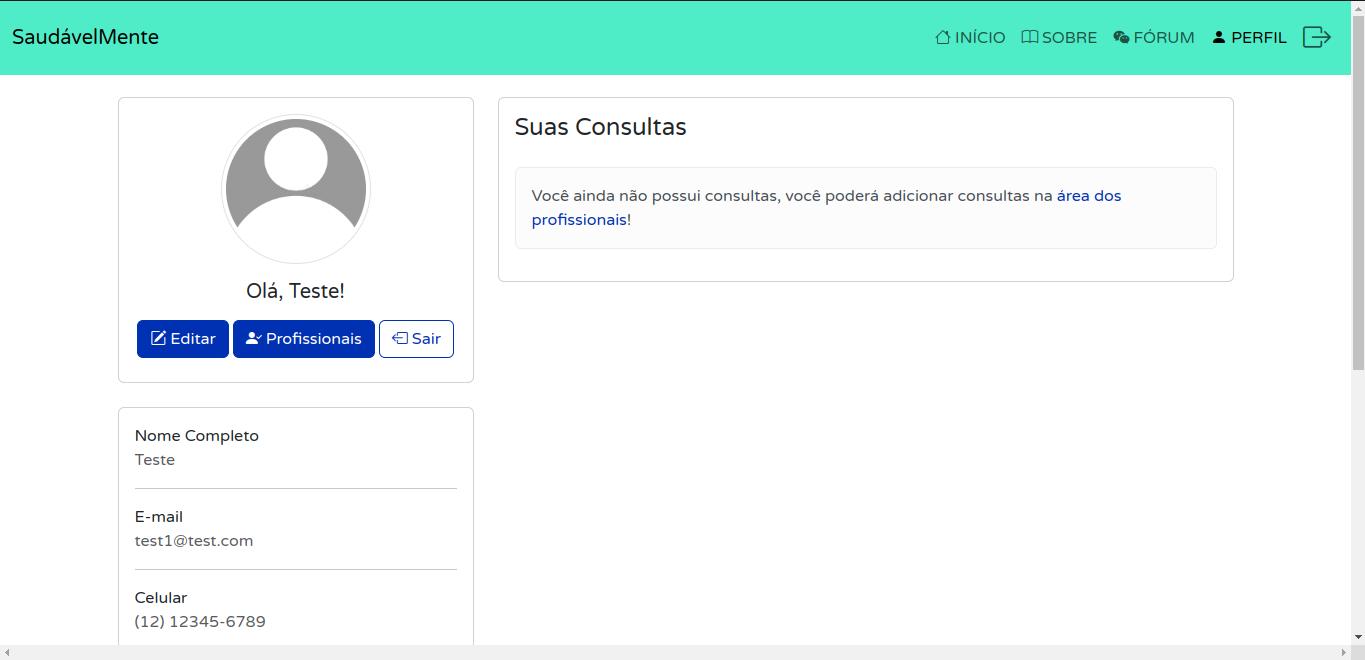 SaudávelMente
INÍCIO SOBRE FÓRUM PERFIL
Olá, Teste!
Editar Profissionais Sair
Nome Completo
Teste
E-mail
test1@test.com
Celular
(12) 12345-6789
Suas Consultas
Você ainda não possui consultas, você poderá adicionar consultas na área dos
profissionais!